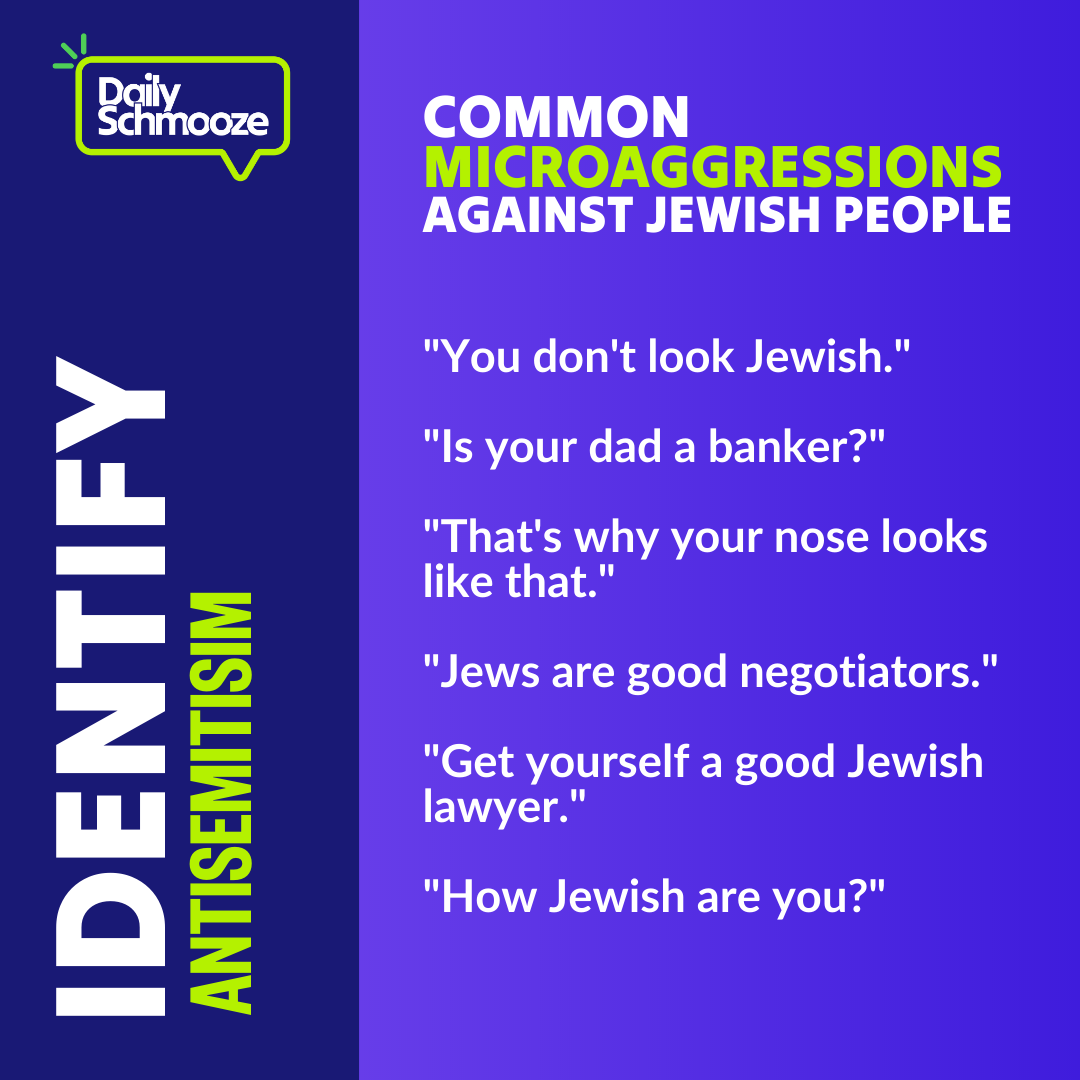 Daily
Schmooze
IDENTIFY
ANTISEMITISIM
COMMON
MICROAGGRESSIONS
AGAINST JEWISH PEOPLE
"You don't look Jewish."
"Is your dad a banker?"
"That's why your nose looks
like that."
"Jews are good negotiators."
"Get yourself a good Jewish
lawyer."
"How Jewish are you?"